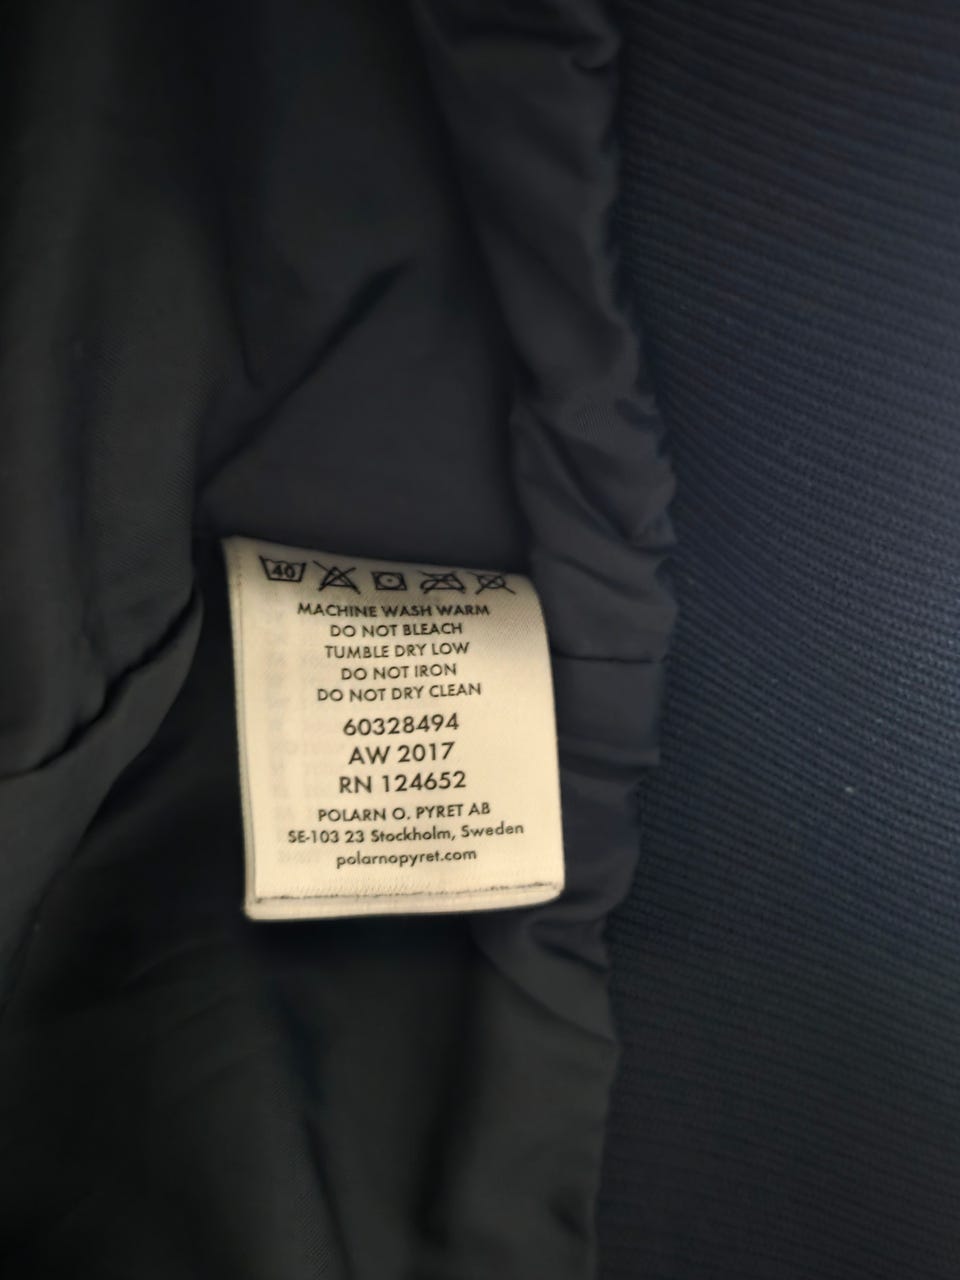 40
MACHINE WASH WARM
DO NOT BLEACH
TUMBLE DRY LOW
DO NOT IRON
DO NOT DRY CLEAN
60328494
AW 2017
RN 124652
POLARN O. PYRET AB
SE-103 23 Stockholm, Sweden
polarnopyret.com